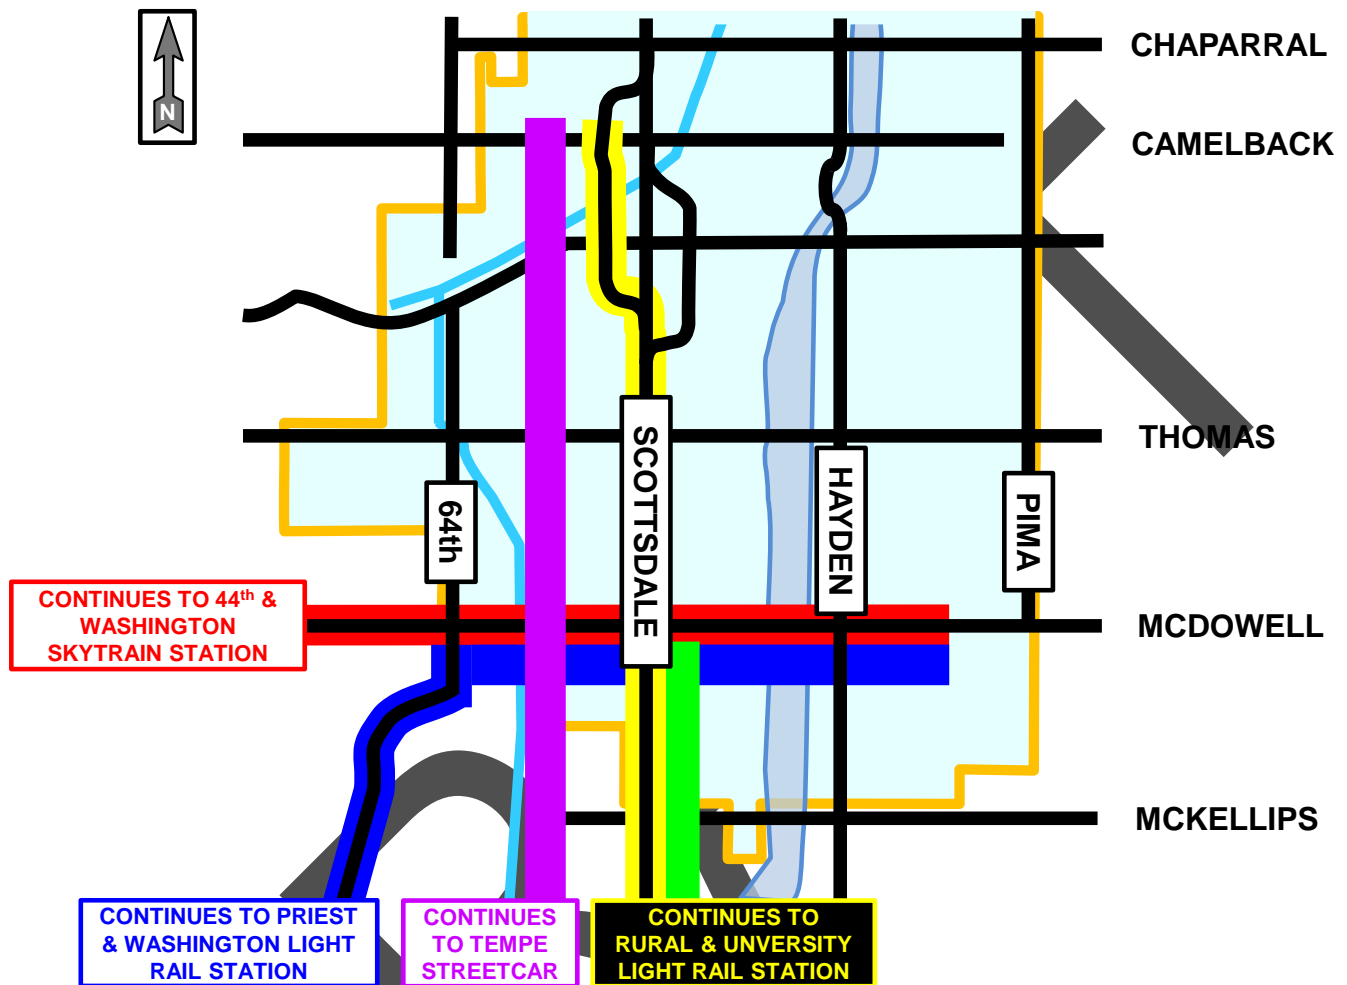 N
CHAPARRAL
CAMELBACK
THOMAS
SCOTTSDALE
HAYDEN
PIMA
64th
CONTINUES TO 44th &
WASHINGTON
SKYTRAIN STATION
MCDOWELL
MCKELLIPS
CONTINUES TO PRIEST
& WASHINGTON LIGHT
RAIL STATION
CONTINUES
TO TEMPE
STREETCAR
CONTINUES TO
RURAL & UNVERSITY
LIGHT RAIL STATION